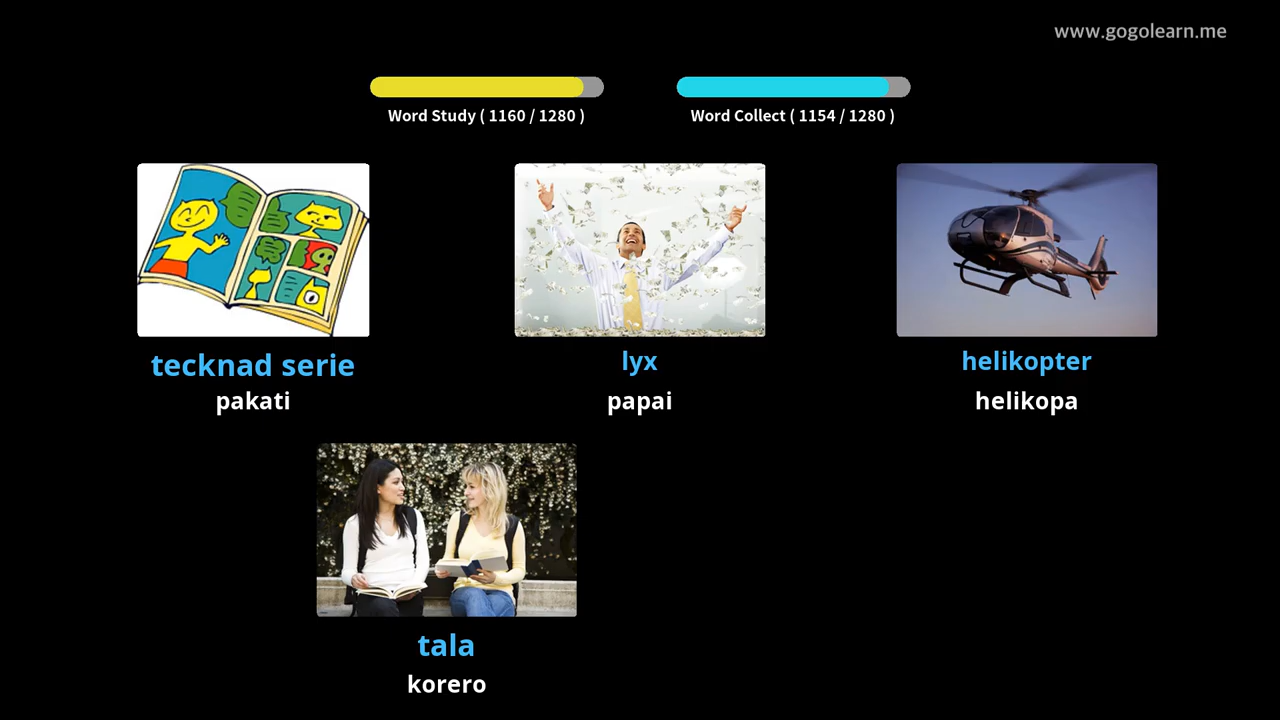 www.gogolearn.me
Word Study ( 1160 / 1280 )
Word Collect ( 1154 / 1280 )
tecknad serie
pakati
lyx
papai
helikopter
helikopa
tala
korero